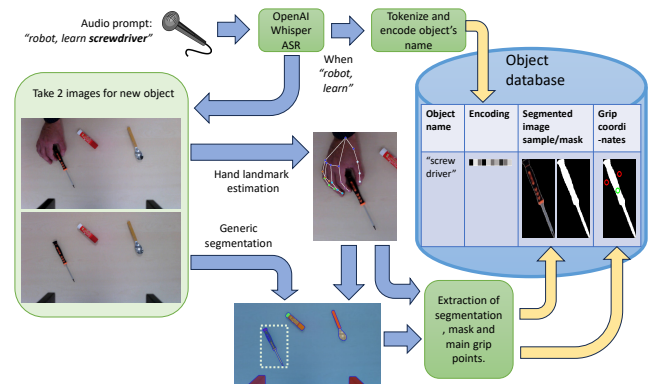 Audio prompt:
"robot, learn screwdriver"
OpenAI
Whisper
ASR
Tokenize and
encode object's
name
When
"robot,
learn"
Object
database
Take 2 images for new object
Object
name
Encoding
Segmented
image
sample/mask
Grip
coordi
-nates
"screw
driver"
Hand landmark
estimation
Generic
segmentation
Extraction of
segmentation
, mask and
main grip
points.